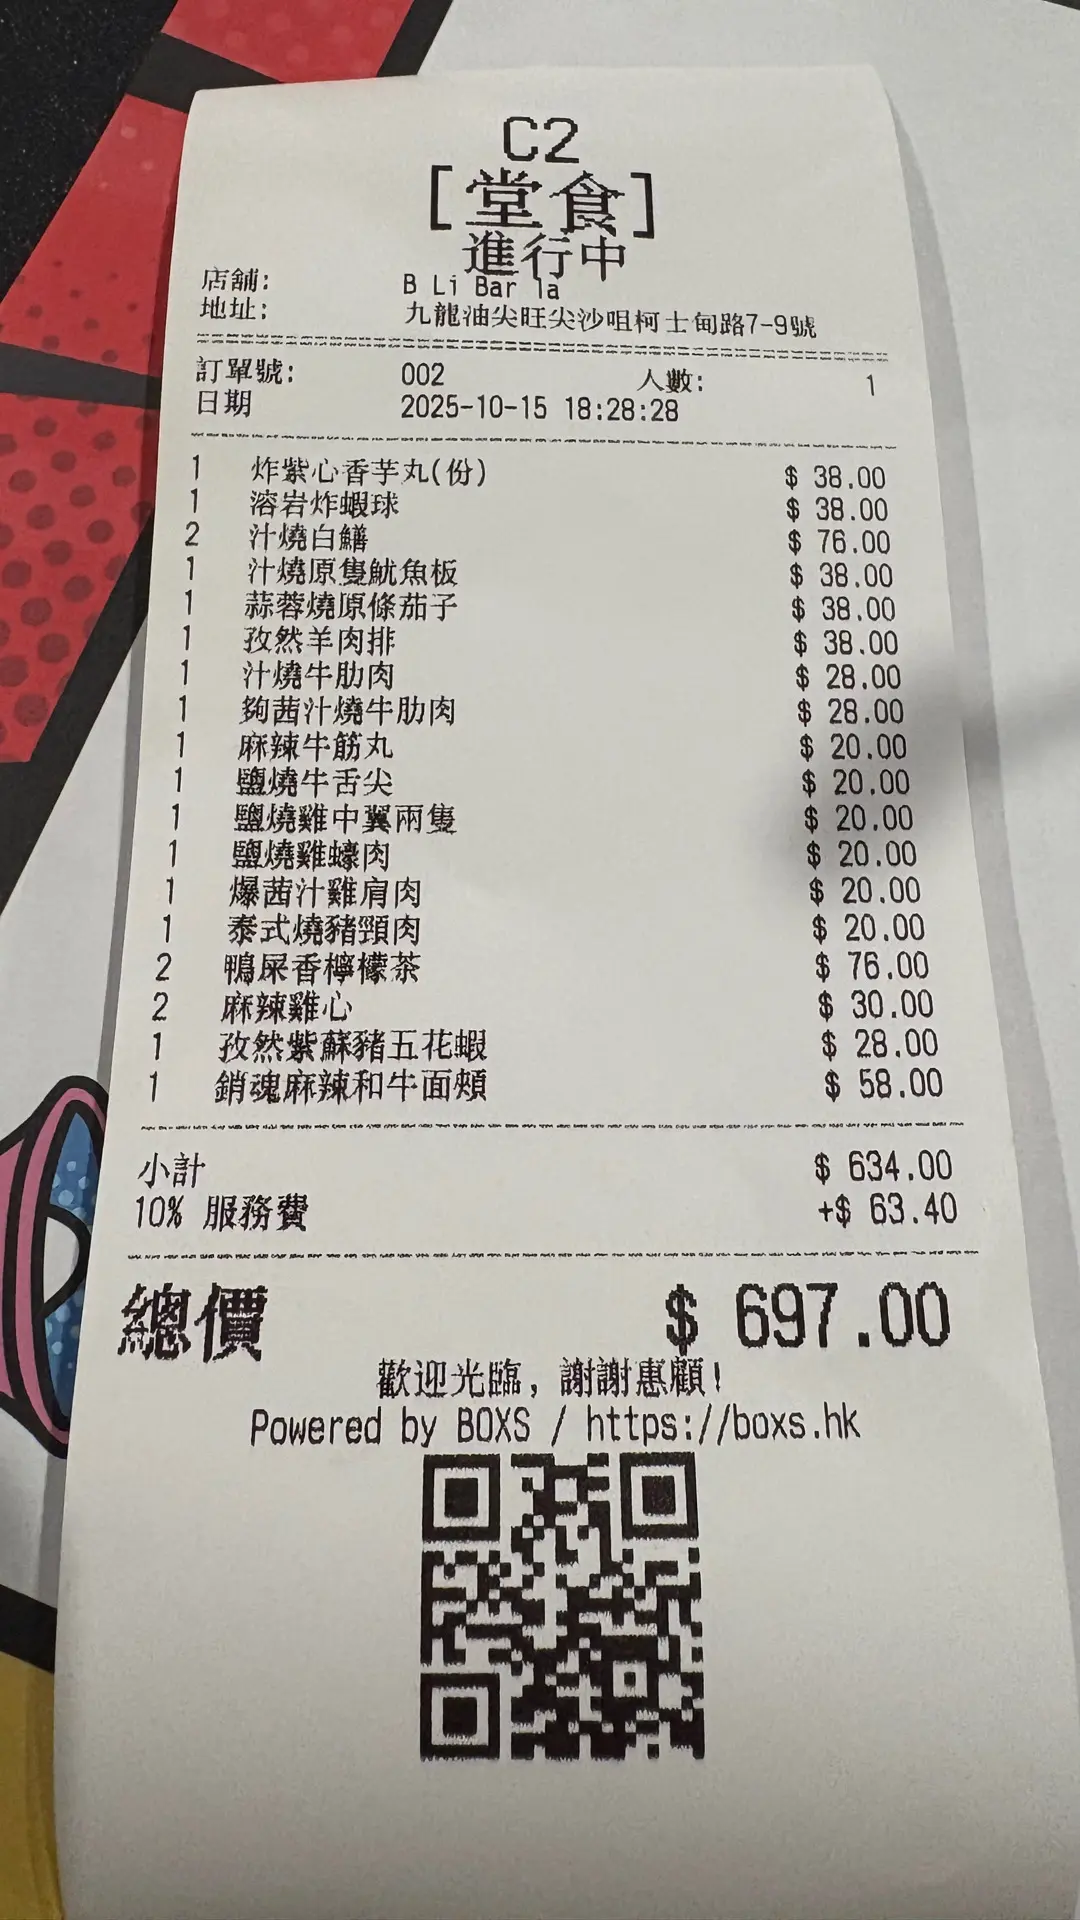 C2
[堂食]
進行中
店舖: B Li Bar la
地址: 九龍油尖旺尖沙咀柯士甸路7-9號
訂單號: 002 人數: 1
日期 2025-10-15 18:28:28
1 炸紫心香芋丸(份) $ 38.00
1 溶岩炸蝦球 $ 38.00
2 汁燒白鱔 $ 76.00
1 汁燒原隻魷魚板 $ 38.00
1 蒜蓉燒原條茄子 $ 38.00
1 孜然羊肉排 $ 38.00
1 汁燒牛肋肉 $ 28.00
1 夠茜汁燒牛肋肉 $ 28.00
1 麻辣牛筋丸 $ 20.00
1 鹽燒牛舌尖 $ 20.00
1 鹽燒雞中翼兩隻 $ 20.00
1 鹽燒雞蠔肉 $ 20.00
1 爆茜汁雞肩肉 $ 20.00
1 泰式燒豬頸肉 $ 20.00
2 鴨屎香檸檬茶 $ 76.00
2 麻辣雞心 $ 30.00
1 孜然紫蘇豬五花蝦 $ 28.00
1 銷魂麻辣和牛面頰 $ 58.00
小計 $ 634.00
10% 服務費 +$ 63.40
總價 $ 697.00
歡迎光臨, 謝謝惠顧!
Powered by BOXS / https://boxs.hk